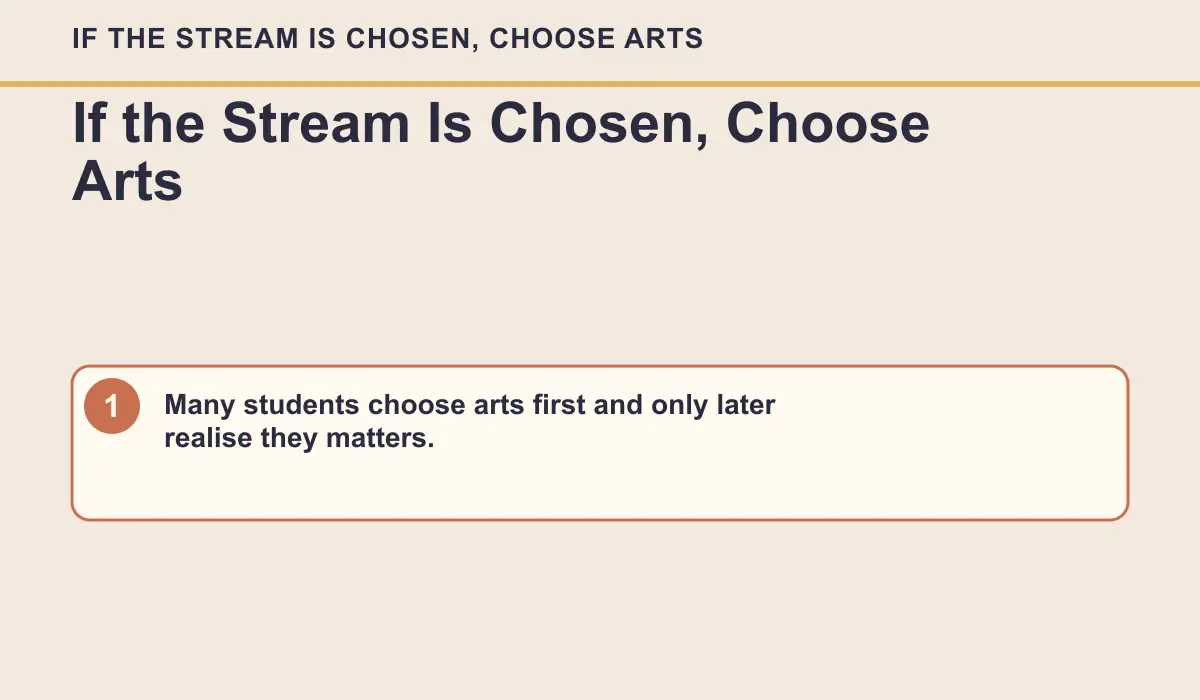 IF THE STREAM IS CHOSEN, CHOOSE ARTS
If the Stream Is Chosen, Choose
Arts
1
Many students choose arts first and only later
realise they matters.